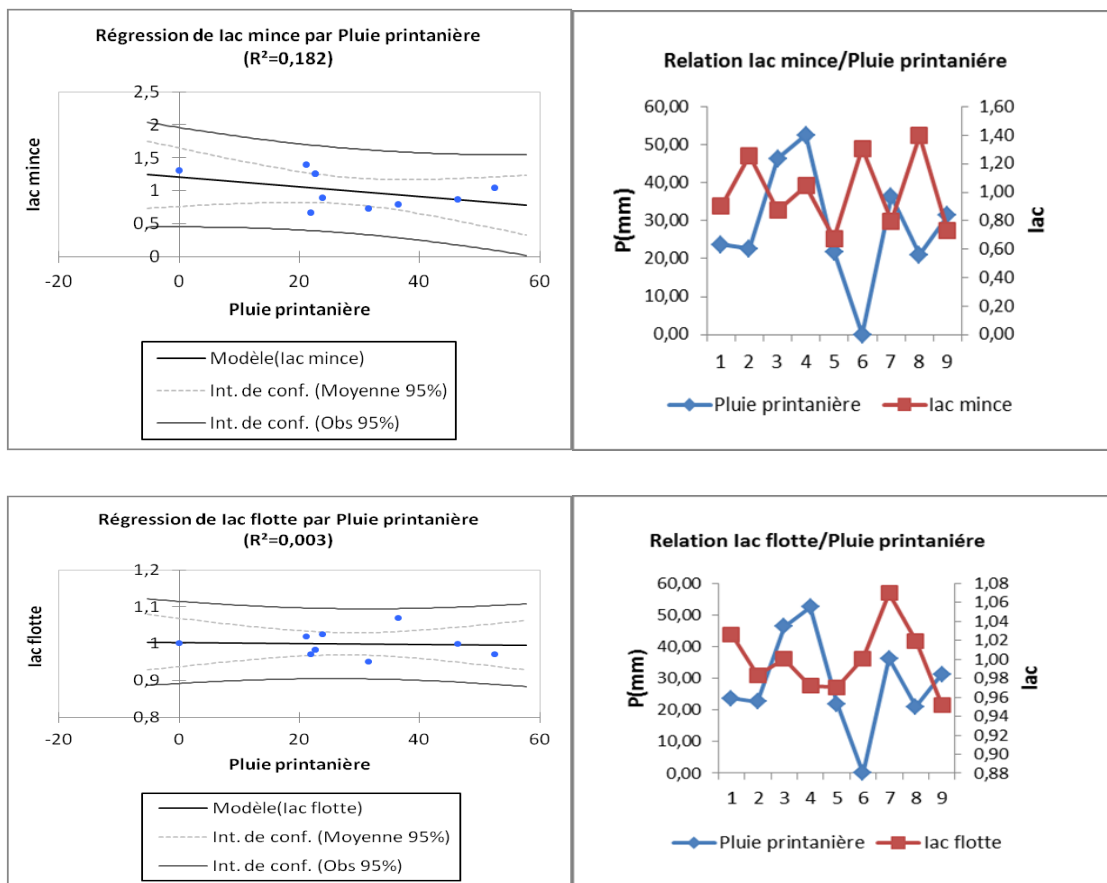 Régression de Iac mince par Pluie printanière
(R²=0,182)
2,5
2
1,5
1
0,5
0
-20 0 20 40 60
Iac mince
Pluie printanière
Modèle(Iac mince)
Int. de conf. (Moyenne 95%)
Int. de conf. (Obs 95%)
Relation Iac mince/Pluie printaniére
60,00 1,60
50,00 1,40
40,00 1,20
30,00 1,00
20,00 0,80
10,00 0,60
0,00 0,40
0,20
0,00
P(mm)
Iac
1 2 3 4 5 6 7 8 9
Pluie printanière Iac mince
Régression de Iac flotte par Pluie printanière
(R²=0,003)
1,2
1,1
1
0,9
0,8
-20 0 20 40 60
Iac flotte
Pluie printanière
Modèle(Iac flotte)
Int. de conf. (Moyenne 95%)
Int. de conf. (Obs 95%)
Relation Iac flotte/Pluie printaniére
60,00 1,08
50,00 1,06
40,00 1,04
30,00 1,02
20,00 1,00
10,00 0,98
0,00 0,96
0,94
0,92
0,90
0,88
P(mm)
Iac
1 2 3 4 5 6 7 8 9
Pluie printanière Iac flotte